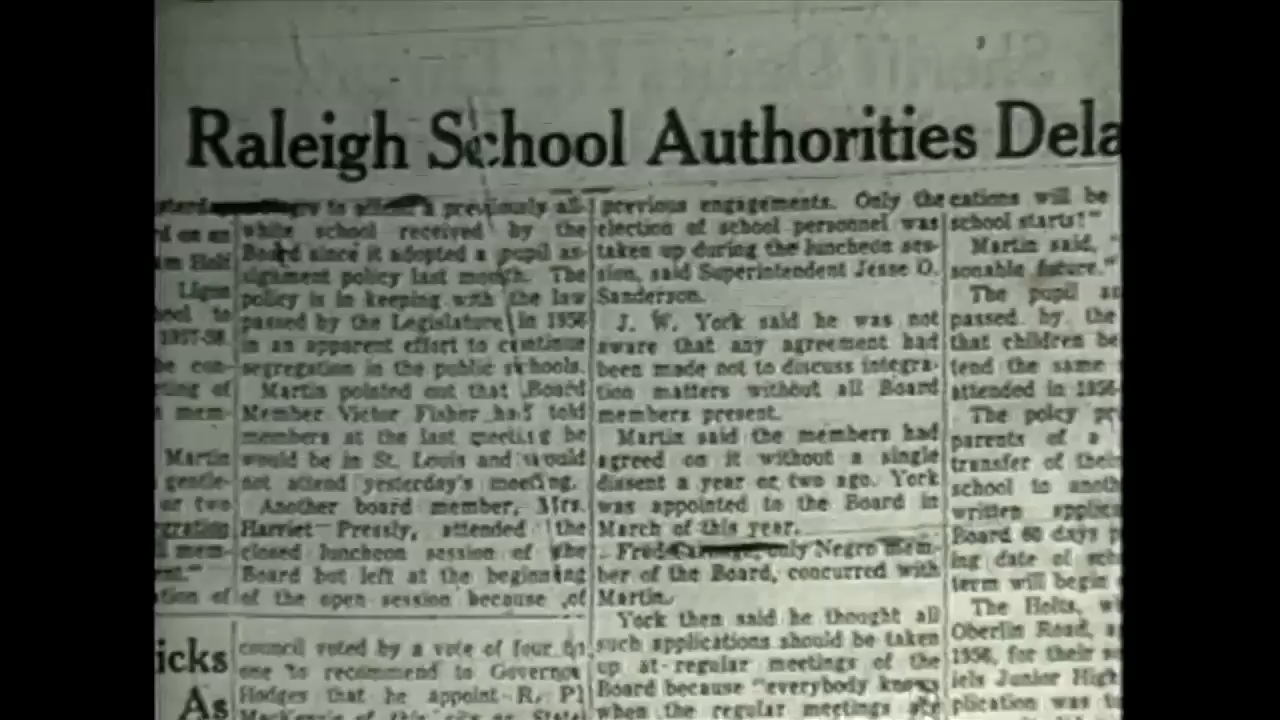 Raleigh School Authorities Dela
to attend a previously all-
white school received by the
Board since it adopted a pupil as-
signment policy last month. The
policy is in keeping with the law
passed by the Legislature in 1956
in an apparent effort to continue
segregation in the public schools.
Martin pointed out that Board
Member Victor Fisher had told
members at the last meeting he
would be in St. Louis and would
not attend yesterday's meeting.
Another board member, Mrs.
Harriet Pressly, attended the
closed luncheon session of the
Board but left at the beginning
of the open session because of
previous engagements. Only the
election of school personnel was
taken up during the luncheon ses-
sion, said Superintendent Jesse O.
Sanderson.
J. W. York said he was not
aware that any agreement had
been made not to discuss integra-
tion matters without all Board
members present.
Martin said the members had
agreed on it without a single
dissent a year or two ago. York
was appointed to the Board in
March of this year.
Fred only Negro mem-
ber of the Board, concurred with
Martin.
York then said he thought all
such applications should be taken
up at regular meetings of the
Board because "everybody knows
when the regular meetings are
cations will be
school starts!"
Martin said, "
sonable future."
The pupil as
passed by the
that children be
tend the same
attended in 1956-
The policy pr
parents of a
transfer of their
school to anoth
written applica
Board 60 days p
ing date of sch
term will begin
The Holts, w
Oberlin Road, a
1956, for their s
iels Junior High
plication was
icks
As
council voted by a vote of four to
one to recommend to Governor
Hodges that he appoint R. P.
of this city as State